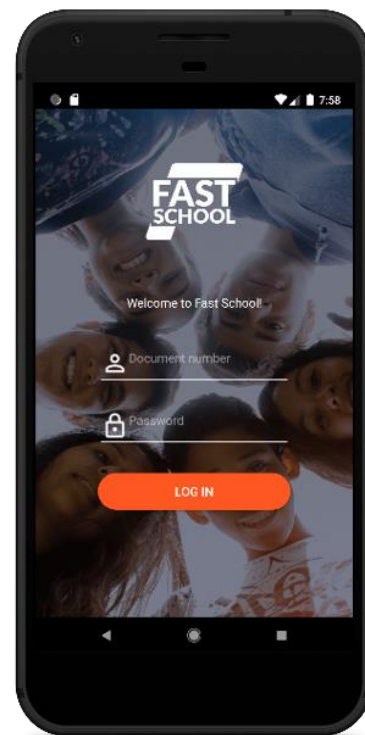 7:58
FAST
SCHOOL
Welcome to Fast School!
Document number
Password
LOG IN